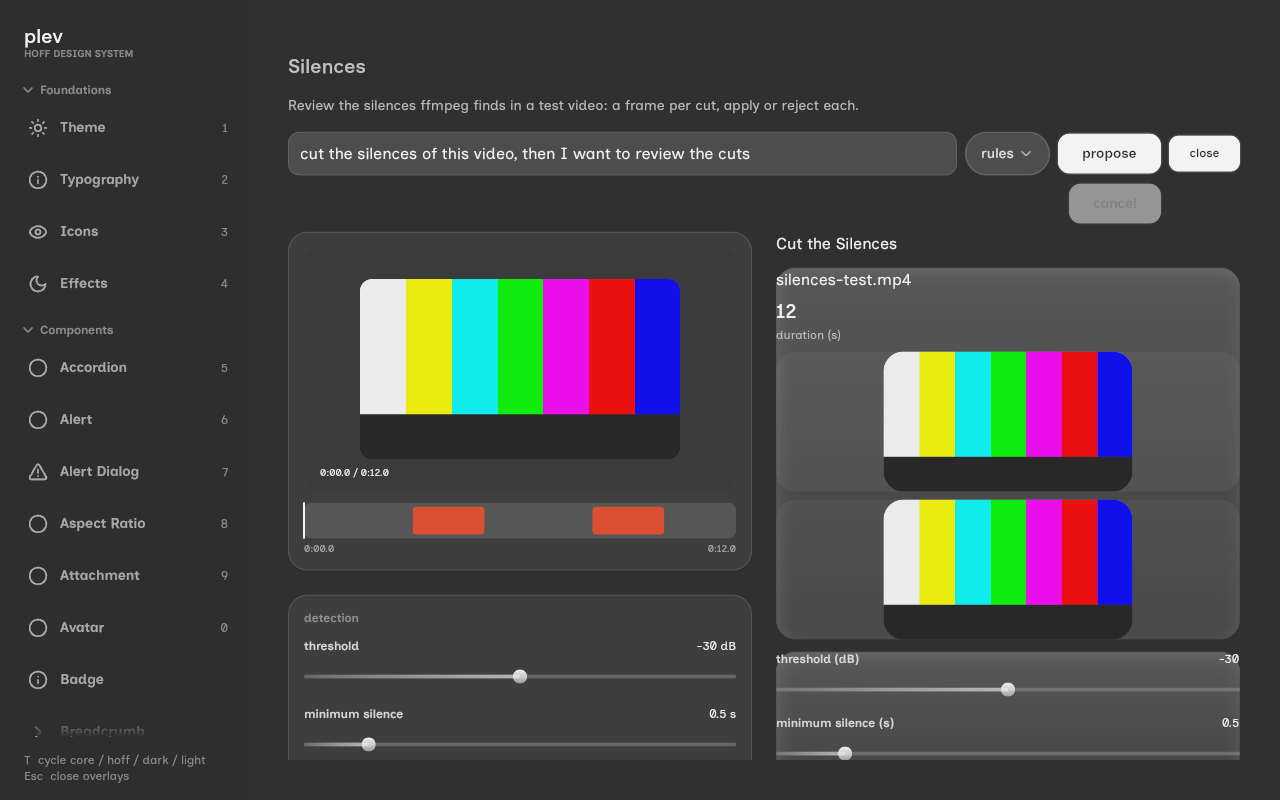 plev
HOFF DESIGN SYSTEM
Foundations
Theme 1
Typography 2
Icons 3
Effects 4
Components
Accordion 5
Alert 6
Alert Dialog 7
Aspect Ratio 8
Attachment 9
Avatar 0
Badge
Breadcrumb
T cycle core / hoff / dark / light
Esc close overlays
Silences
Review the silences ffmpeg finds in a test video: a frame per cut, apply or reject each.
cut the silences of this video, then I want to review the cuts
rules
propose
close
cancel
0:00.0 / 0:12.0
0:00.0 0:12.0
detection
threshold -30 dB
minimum silence 0.5 s
Cut the Silences
silences-test.mp4
12
duration (s)
threshold (dB) -30
minimum silence (s) 0.5